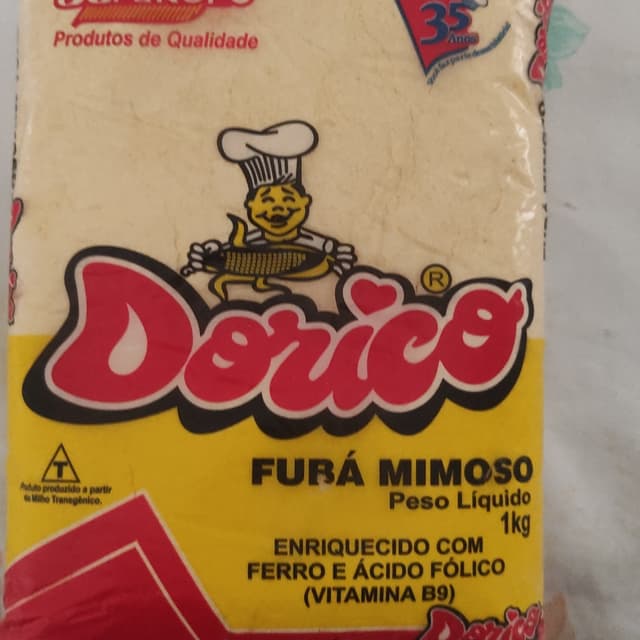 Produtos de Qualidade
35
Anos
Dorico
®
FUBÁ MIMOSO
Peso Líquido
1kg
T
Produto produzido a partir
de Milho Transgênico.
ENRIQUECIDO COM
FERRO E ÁCIDO FÓLICO
(VITAMINA B9)
Dorico